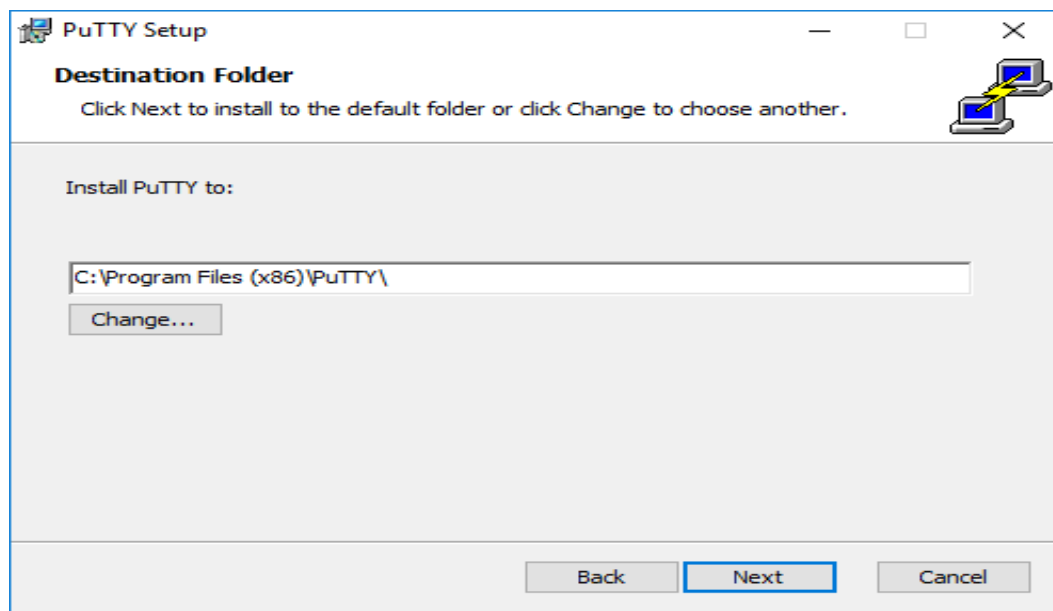 PuTTY Setup
Destination Folder
Click Next to install to the default folder or click Change to choose another.
Install PuTTY to:
C:\Program Files (x86)\PuTTY\
Change...
Back Next Cancel